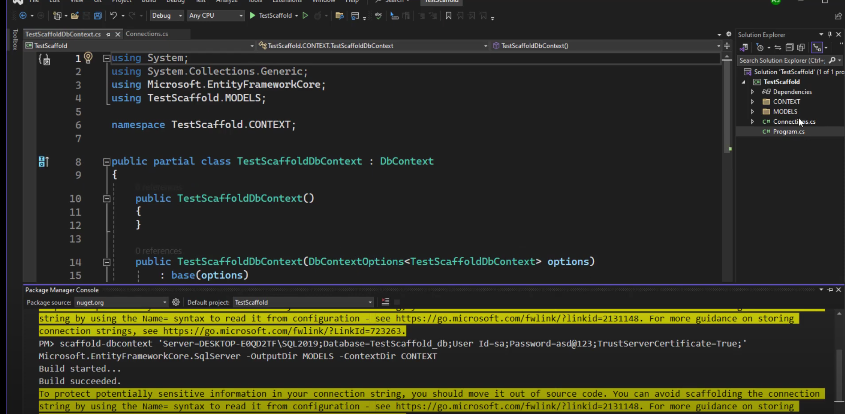 File Edit View Git Project Build Debug Test Analyze Tools Extensions Window Help Search TestScaffold
Debug Any CPU TestScaffold
TestScaffoldDbContext.cs Connections.cs
TestScaffold TestScaffold.CONTEXT.TestScaffoldDbContext TestScaffoldDbContext()
Toolbox
1 using System;
2 using System.Collections.Generic;
3 using Microsoft.EntityFrameworkCore;
4 using TestScaffold.MODELS;
5
6 namespace TestScaffold.CONTEXT;
7
8 public partial class TestScaffoldDbContext : DbContext
9 {
10 public TestScaffoldDbContext()
11 {
12 }
13
0 references
14 public TestScaffoldDbContext(DbContextOptions<TestScaffoldDbContext> options)
15 : base(options)
Solution Explorer
Search Solution Explorer (Ctrl+;
Solution 'TestScaffold' (1 of 1 pro
TestScaffold
Dependencies
CONTEXT
MODELS
C# Connections.cs
C# Program.cs
Package Manager Console
Package source: nuget.org Default project: TestScaffold
string by using the Name= syntax to read it from configuration - see https://go.microsoft.com/fwlink/?linkid=2131148. For more guidance on storing
connection strings, see https://go.microsoft.com/fwlink/?LinkId=723263.
PM> scaffold-dbcontext 'Server=DESKTOP-E0QD2TF\SQL2019;Database=TestScaffold_db;User Id=sa;Password=asd@123;TrustServerCertificate=True;'
Microsoft.EntityFrameworkCore.SqlServer -OutputDir MODELS -ContextDir CONTEXT
Build started...
Build succeeded.
To protect potentially sensitive information in your connection string, you should move it out of source code. You can avoid scaffolding the connection
string by using the Name= syntax to read it from configuration - see https://go.microsoft.com/fwlink/?linkid=2131148. For more guidance on storing